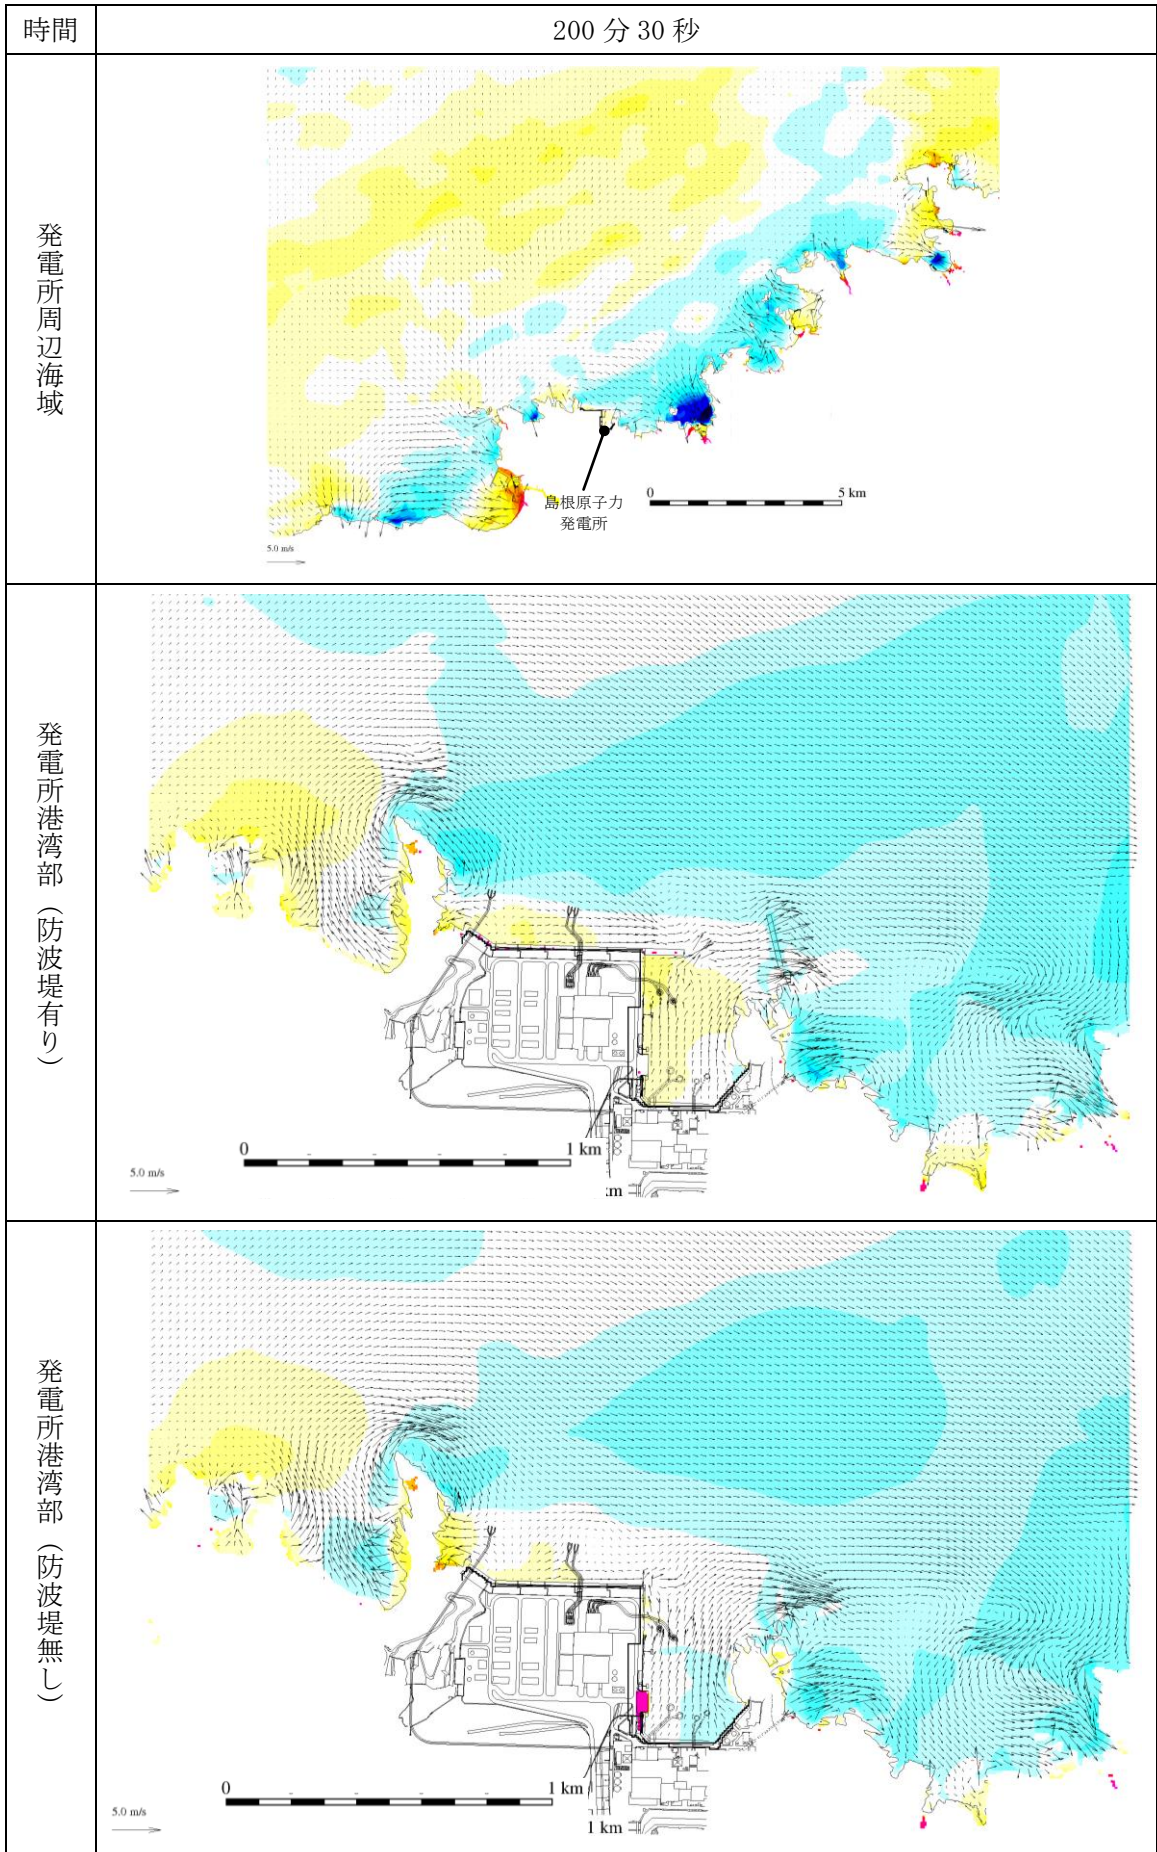 時間
200 分 30 秒
発電所周辺海域
島根原子力
発電所
0 5 km
5.0 m/s
発電所港湾部（防波堤有り）
0 1 km
5.0 m/s
km
発電所港湾部（防波堤無し）
0 1 km
5.0 m/s
1 km